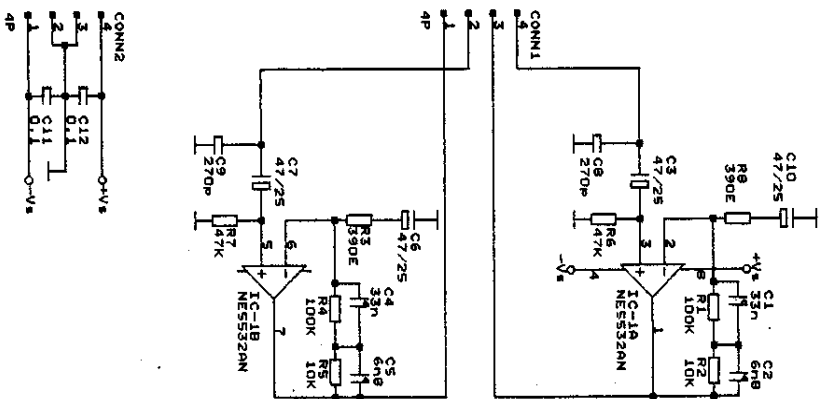 CONN2
4P
1
2
3
4
C11
0.1
C12
0.1
-Vs
+Vs
4P
1
2
3
4
CONN1
C9
270p
C7
47/25
R7
47K
5
6
R3
390E
C6
47/25
IC-1B
NE5532AN
7
C4
33n
R4
100K
C5
6n8
R5
10K
C8
270p
C3
47/25
R6
47K
3
2
R8
390E
C10
47/25
-Vs
4
8
+Vs
IC-1A
NE5532AN
1
C1
33n
R1
100K
C2
6n8
R2
10K